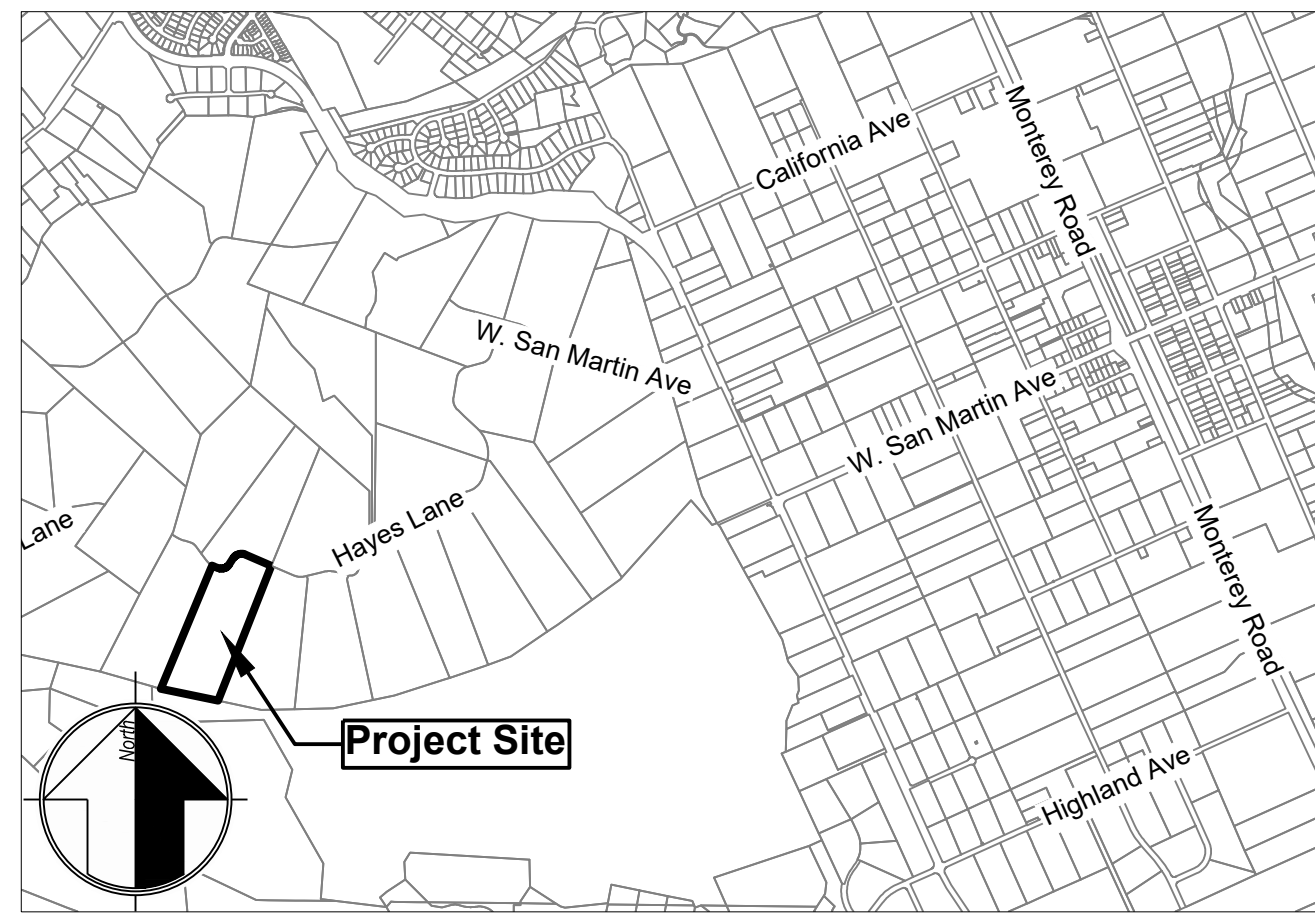 California Ave
Monterey Road
W. San Martin Ave
W. San Martin Ave
Hayes Lane
Lane
Monterey Road
Project Site
North
Highland Ave